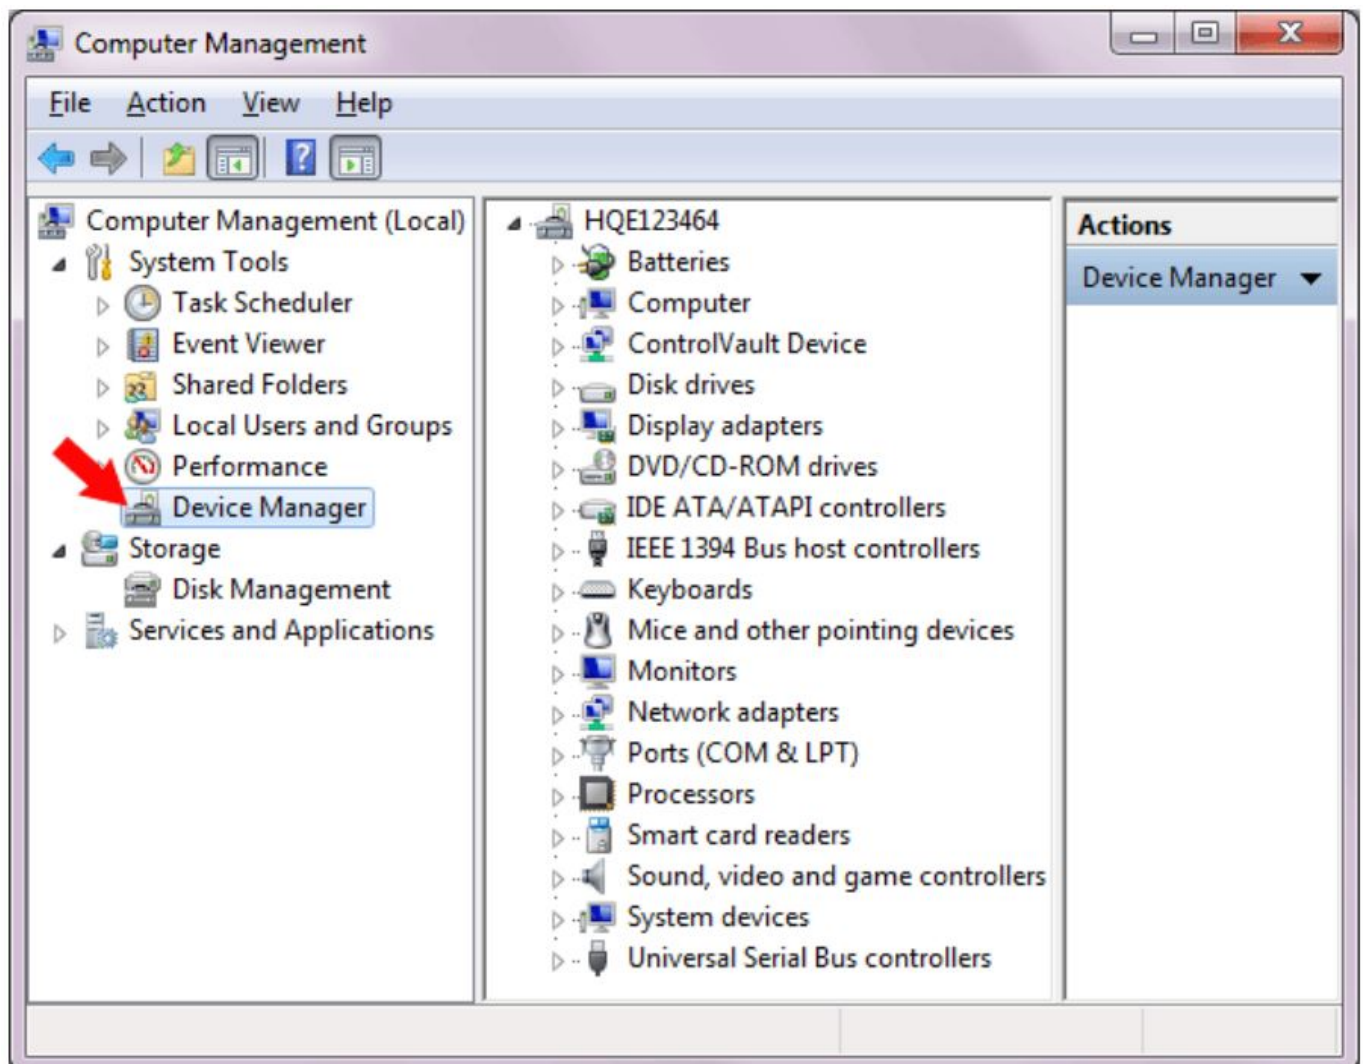 Computer Management
File Action View Help
Computer Management (Local)
System Tools
Task Scheduler
Event Viewer
Shared Folders
Local Users and Groups
Performance
Device Manager
Storage
Disk Management
Services and Applications
HQE123464
Batteries
Computer
ControlVault Device
Disk drives
Display adapters
DVD/CD-ROM drives
IDE ATA/ATAPI controllers
IEEE 1394 Bus host controllers
Keyboards
Mice and other pointing devices
Monitors
Network adapters
Ports (COM & LPT)
Processors
Smart card readers
Sound, video and game controllers
System devices
Universal Serial Bus controllers
Actions
Device Manager